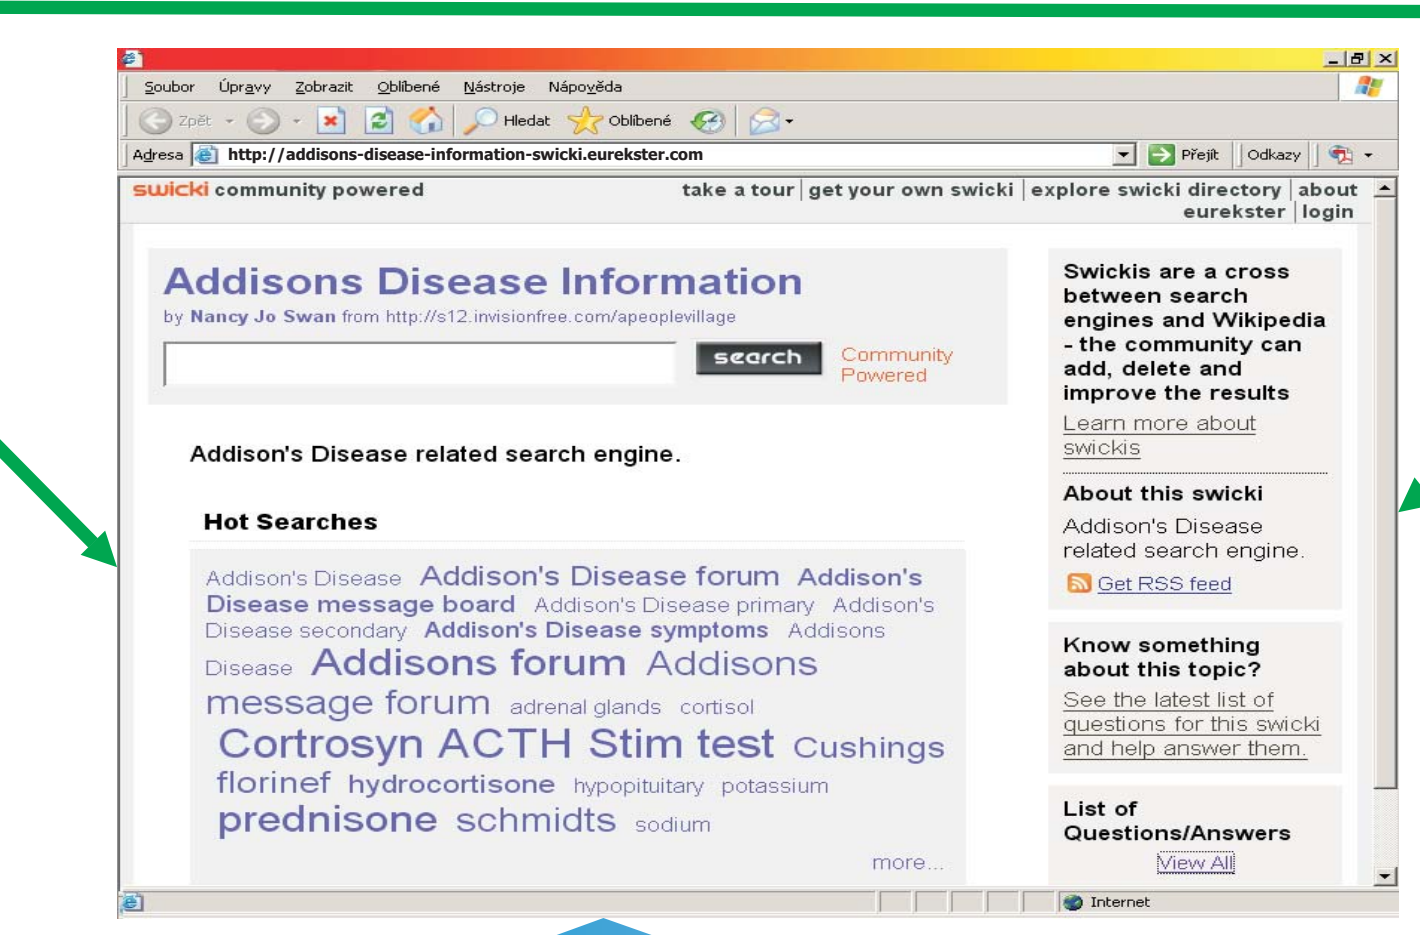 Soubor Úpravy Zobrazit Oblíbené Nástroje Nápověda
Zpět Hledat Oblíbené
Adresa http://addisons-disease-information-swicki.eurekster.com Přejít Odkazy
swicki community powered take a tour | get your own swicki | explore swicki directory | about
eurekster | login
Addisons Disease Information
by Nancy Jo Swan from http://s12.invisionfree.com/apeoplevillage
search
Community
Powered
Addison's Disease related search engine.
Hot Searches
Addison's Disease Addison's Disease forum Addison's
Disease message board Addison's Disease primary Addison's
Disease secondary Addison's Disease symptoms Addisons
Disease Addisons forum Addisons
message forum adrenal glands cortisol
Cortrosyn ACTH Stim test Cushings
florinef hydrocortisone hypopituitary potassium
prednisone schmidts sodium
more...
Swickis are a cross
between search
engines and Wikipedia
- the community can
add, delete and
improve the results
Learn more about
swickis
About this swicki
Addison's Disease
related search engine.
Get RSS feed
Know something
about this topic?
See the latest list of
questions for this swicki
and help answer them.
List of
Questions/Answers
View All
Internet